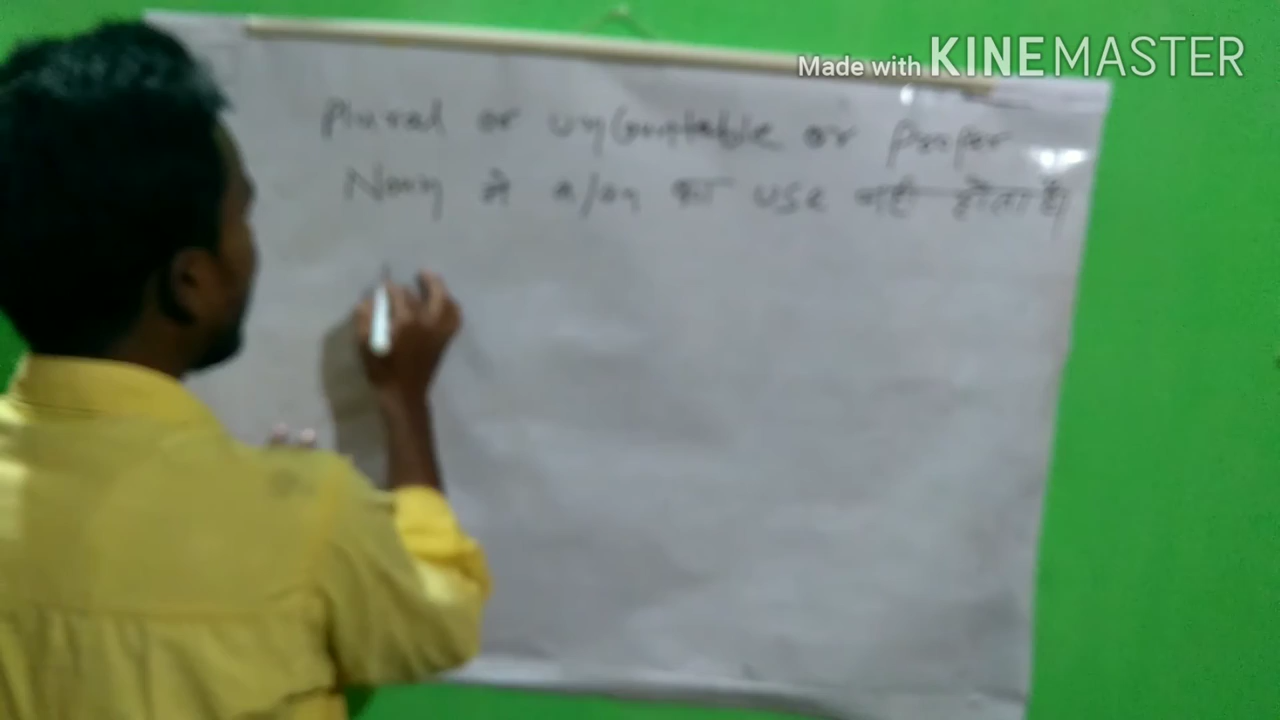 Made with KINEMASTER
Plural or uncountable or Proper
Noun मे a/an का use नही होता है।